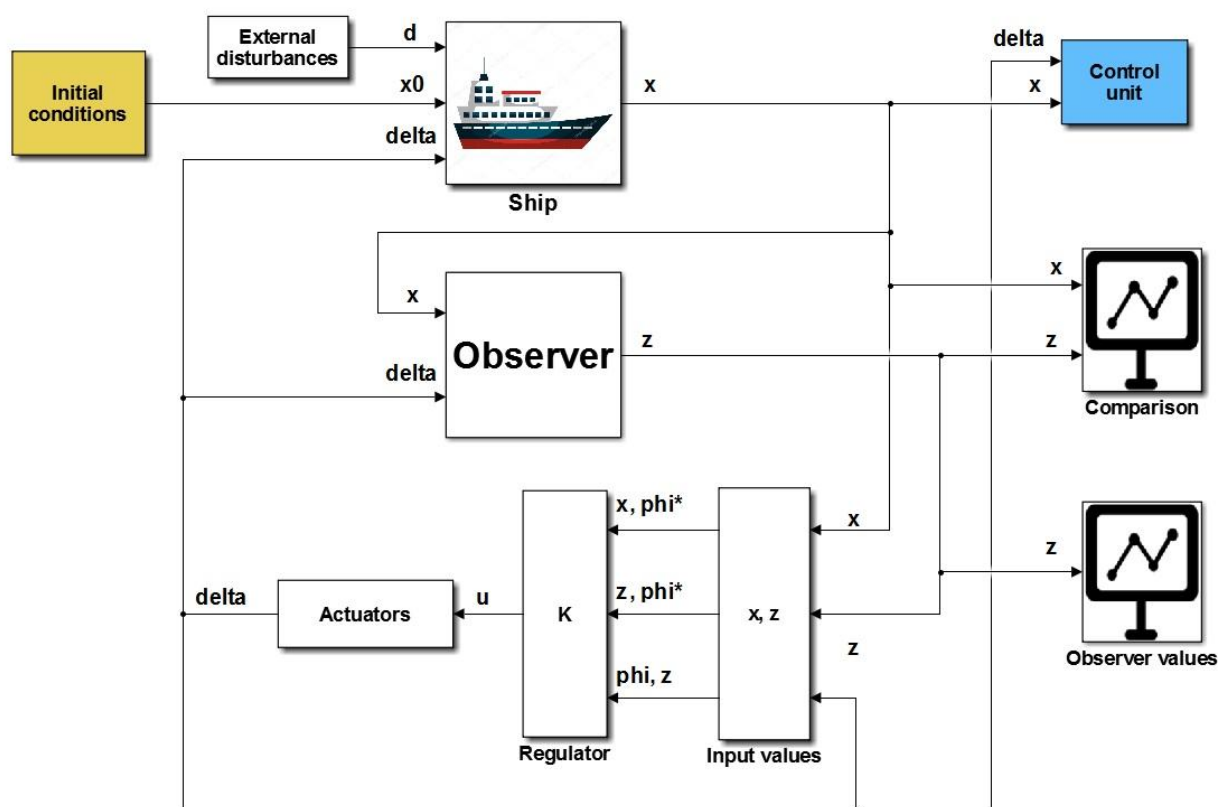 External
disturbances
d
delta
Initial
conditions
x0
x
x
Control
unit
delta
Ship
x
x
Observer
z
z
delta
Comparison
x, phi*
x
z
u
z, phi*
delta
Actuators
K
x, z
z
Observer values
phi, z
Regulator
Input values